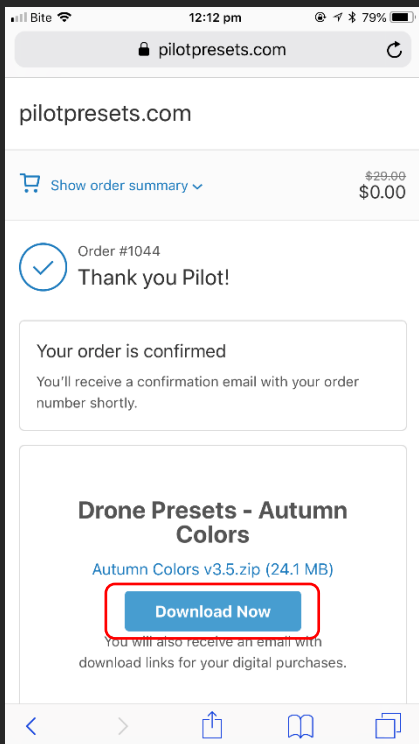 Bite 12:12 pm 79%
pilotpresets.com
pilotpresets.com
Show order summary $29.00
$0.00
Order #1044
Thank you Pilot!
Your order is confirmed
You'll receive a confirmation email with your order
number shortly.
Drone Presets - Autumn
Colors
Autumn Colors v3.5.zip (24.1 MB)
Download Now
You will also receive an email with
download links for your digital purchases.